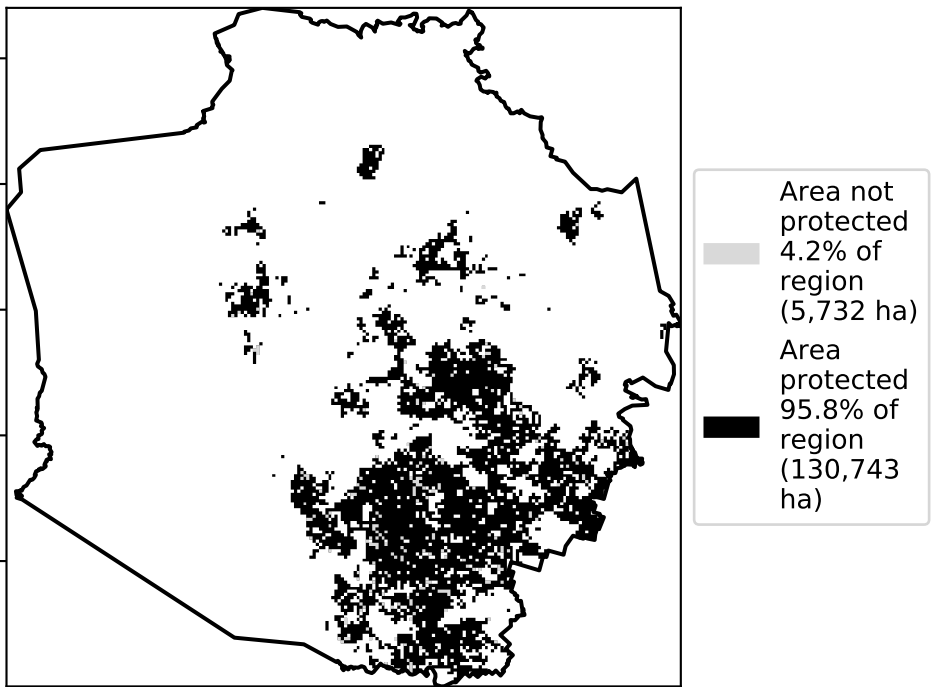 Area not
protected
4.2% of
region
(5,732 ha)
Area
protected
95.8% of
region
(130,743
ha)